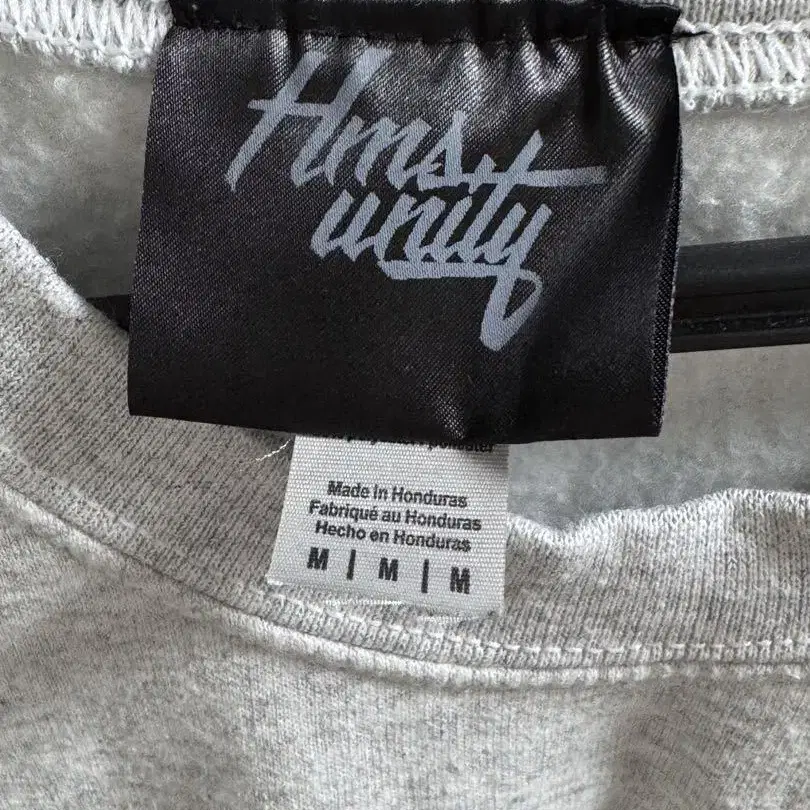 Hms
unity
Made in Honduras
Fabriqué au Honduras
Hecho en Honduras
M | M | M